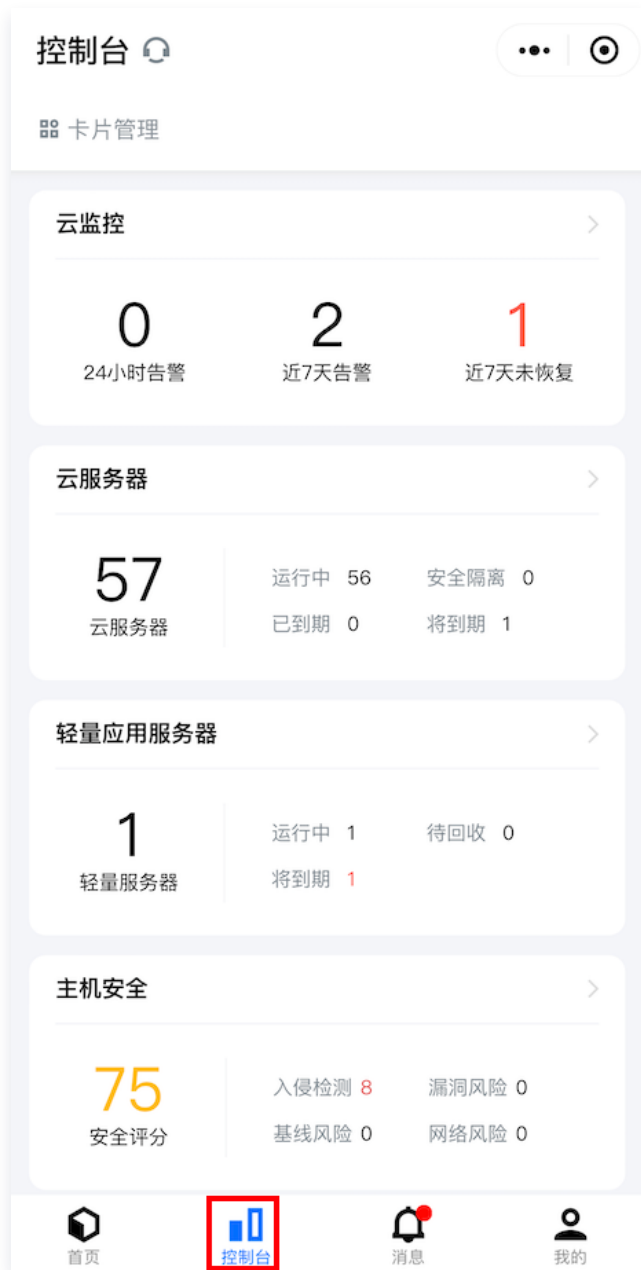 控制台
卡片管理
云监控
0 2 1
24小时告警 近7天告警 近7天未恢复
云服务器
57
云服务器
运行中 56 安全隔离 0
已到期 0 将到期 1
轻量应用服务器
1
轻量服务器
运行中 1 待回收 0
将到期 1
主机安全
75
安全评分
入侵检测 8 漏洞风险 0
基线风险 0 网络风险 0
首页 控制台 消息 我的